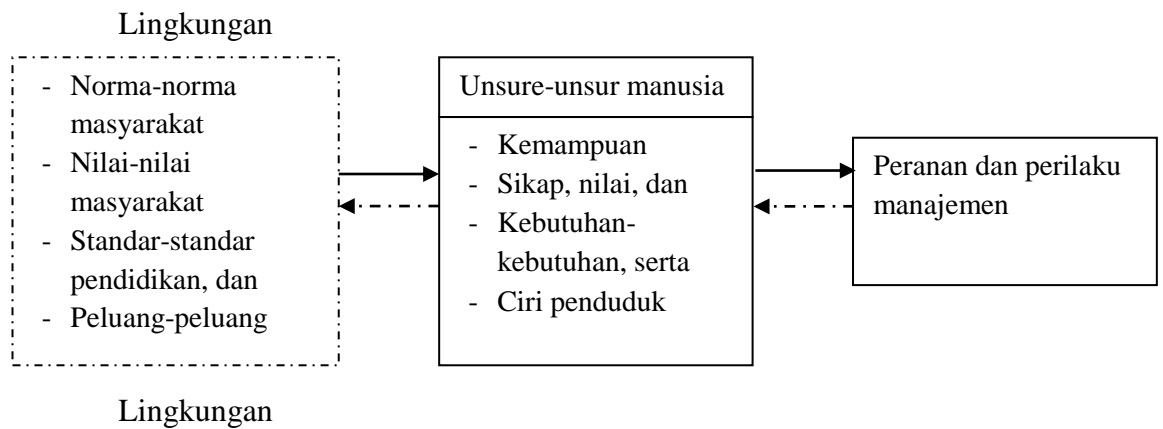 Lingkungan
- Norma-norma
masyarakat
- Nilai-nilai
masyarakat
- Standar-standar
pendidikan, dan
- Peluang-peluang
Unsure-unsur manusia
- Kemampuan
- Sikap, nilai, dan
- Kebutuhan-
kebutuhan, serta
- Ciri penduduk
Peranan dan perilaku
manajemen
Lingkungan